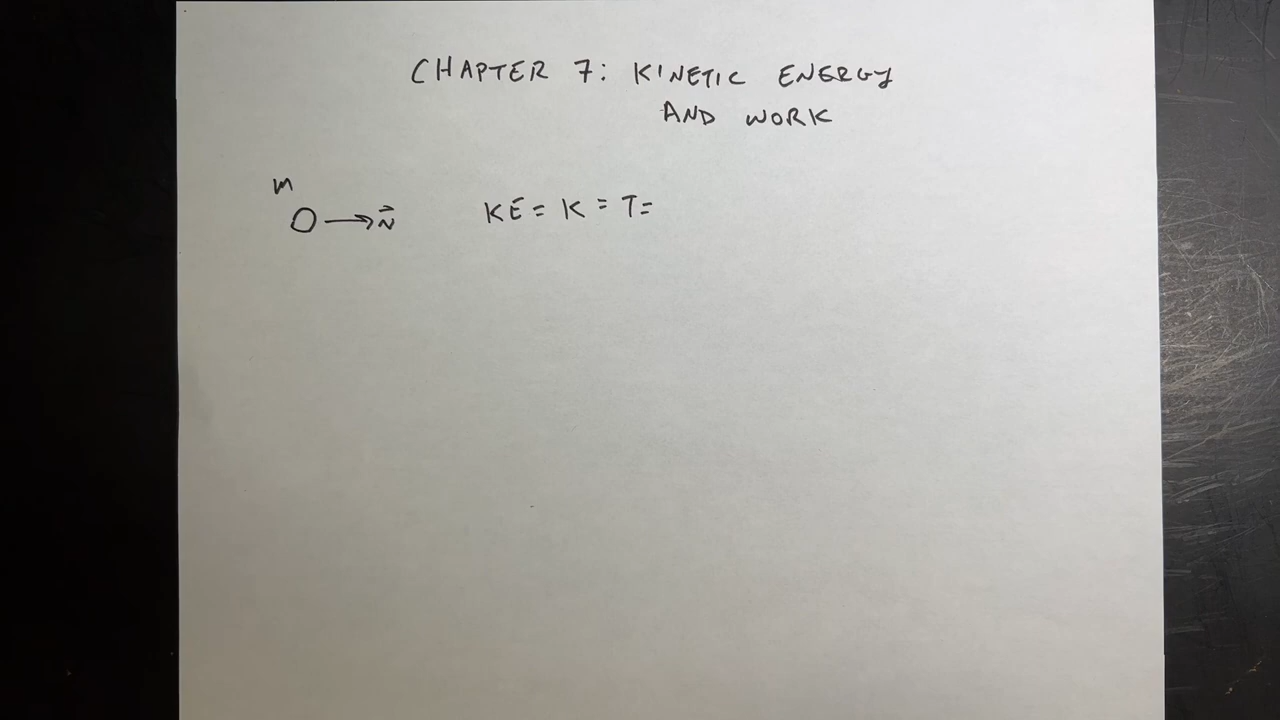 CHAPTER 7: KINETIC ENERGY
AND WORK
m
v⃗
KE = K = T =